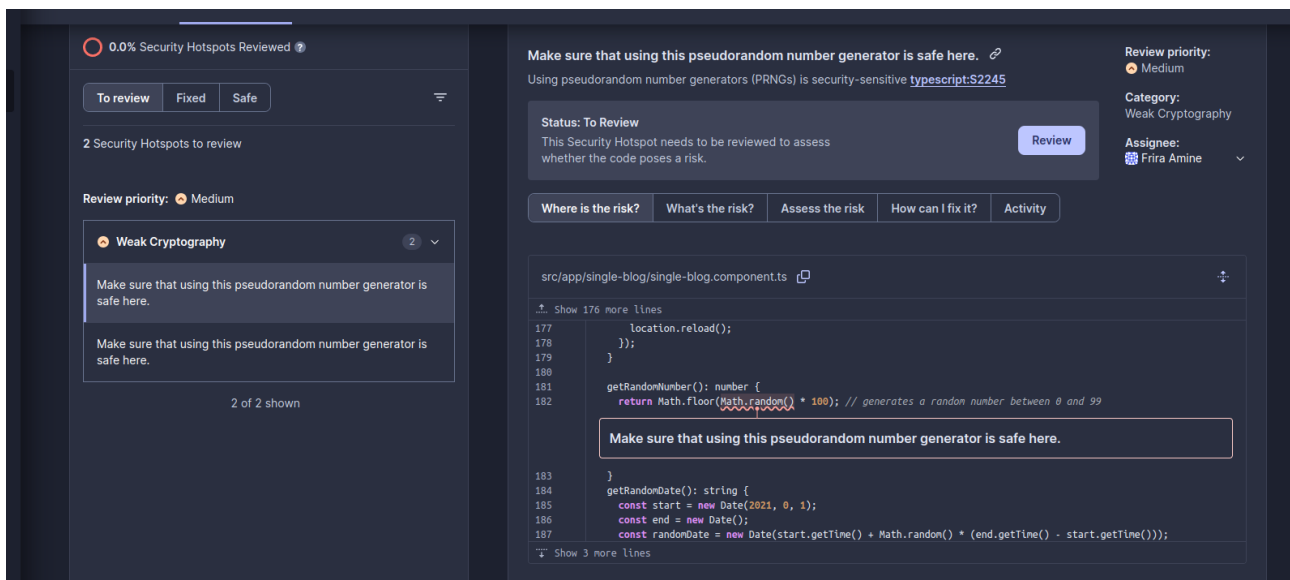 0.0% Security Hotspots Reviewed ?
To review Fixed Safe
2 Security Hotspots to review
Review priority: Medium
Weak Cryptography 2
Make sure that using this pseudorandom number generator is
safe here.
Make sure that using this pseudorandom number generator is
safe here.
2 of 2 shown
Make sure that using this pseudorandom number generator is safe here.
Using pseudorandom number generators (PRNGs) is security-sensitive typescript:S2245
Status: To Review
This Security Hotspot needs to be reviewed to assess
whether the code poses a risk.
Review
Review priority:
Medium
Category:
Weak Cryptography
Assignee:
Frira Amine
Where is the risk? What's the risk? Assess the risk How can I fix it? Activity
src/app/single-blog/single-blog.component.ts
Show 176 more lines
177 location.reload();
178 });
179 }
180
181 getRandomNumber(): number {
182 return Math.floor(Math.random() * 100); // generates a random number between 0 and 99
Make sure that using this pseudorandom number generator is safe here.
183 }
184 getRandomDate(): string {
185 const start = new Date(2021, 0, 1);
186 const end = new Date();
187 const randomDate = new Date(start.getTime() + Math.random() * (end.getTime() - start.getTime()));
Show 3 more lines